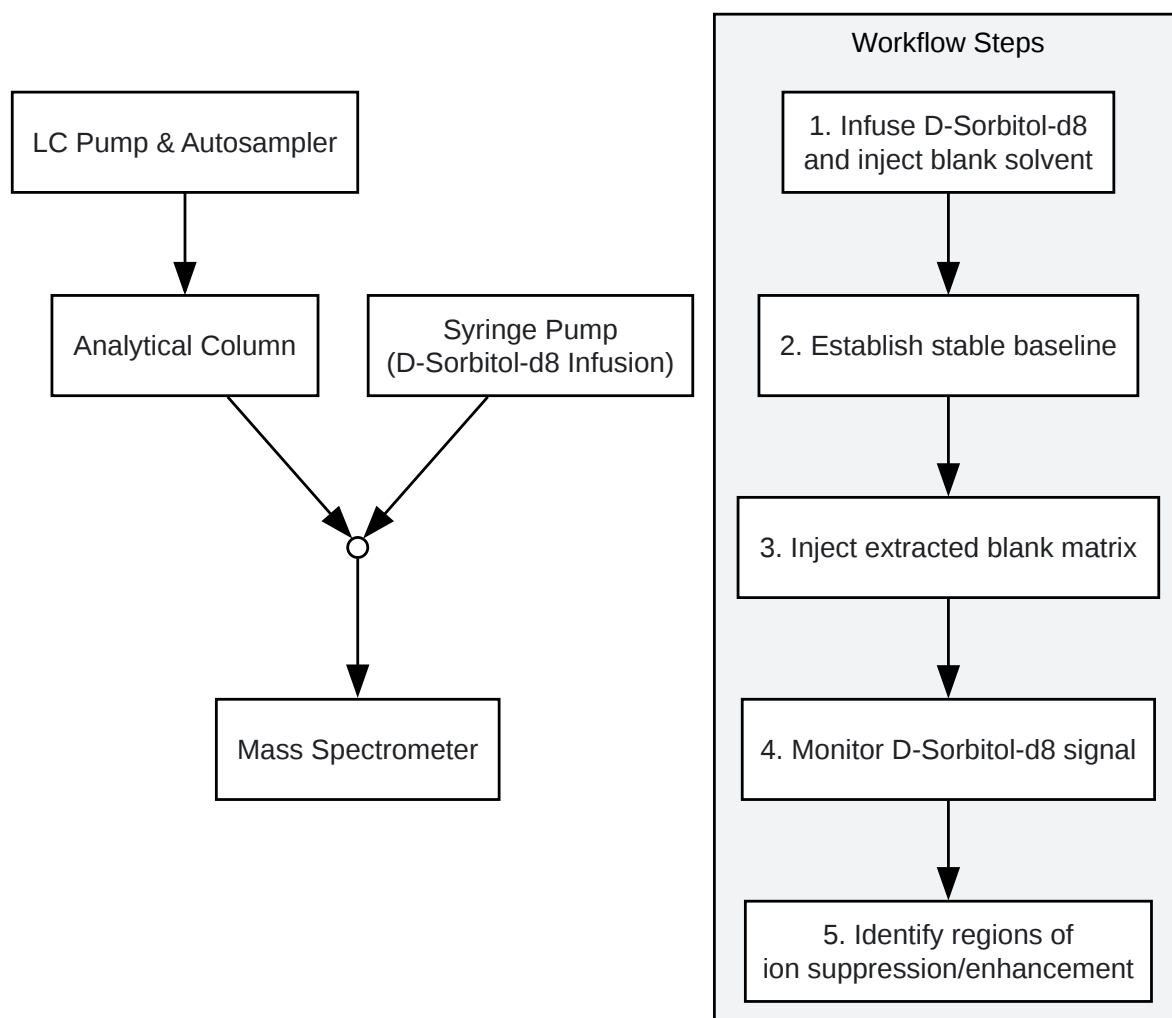 LC Pump & Autosampler
Analytical Column
Syringe Pump
(D-Sorbitol-d8 Infusion)
Mass Spectrometer
Workflow Steps
1. Infuse D-Sorbitol-d8
and inject blank solvent
2. Establish stable baseline
3. Inject extracted blank matrix
4. Monitor D-Sorbitol-d8 signal
5. Identify regions of
ion suppression/enhancement